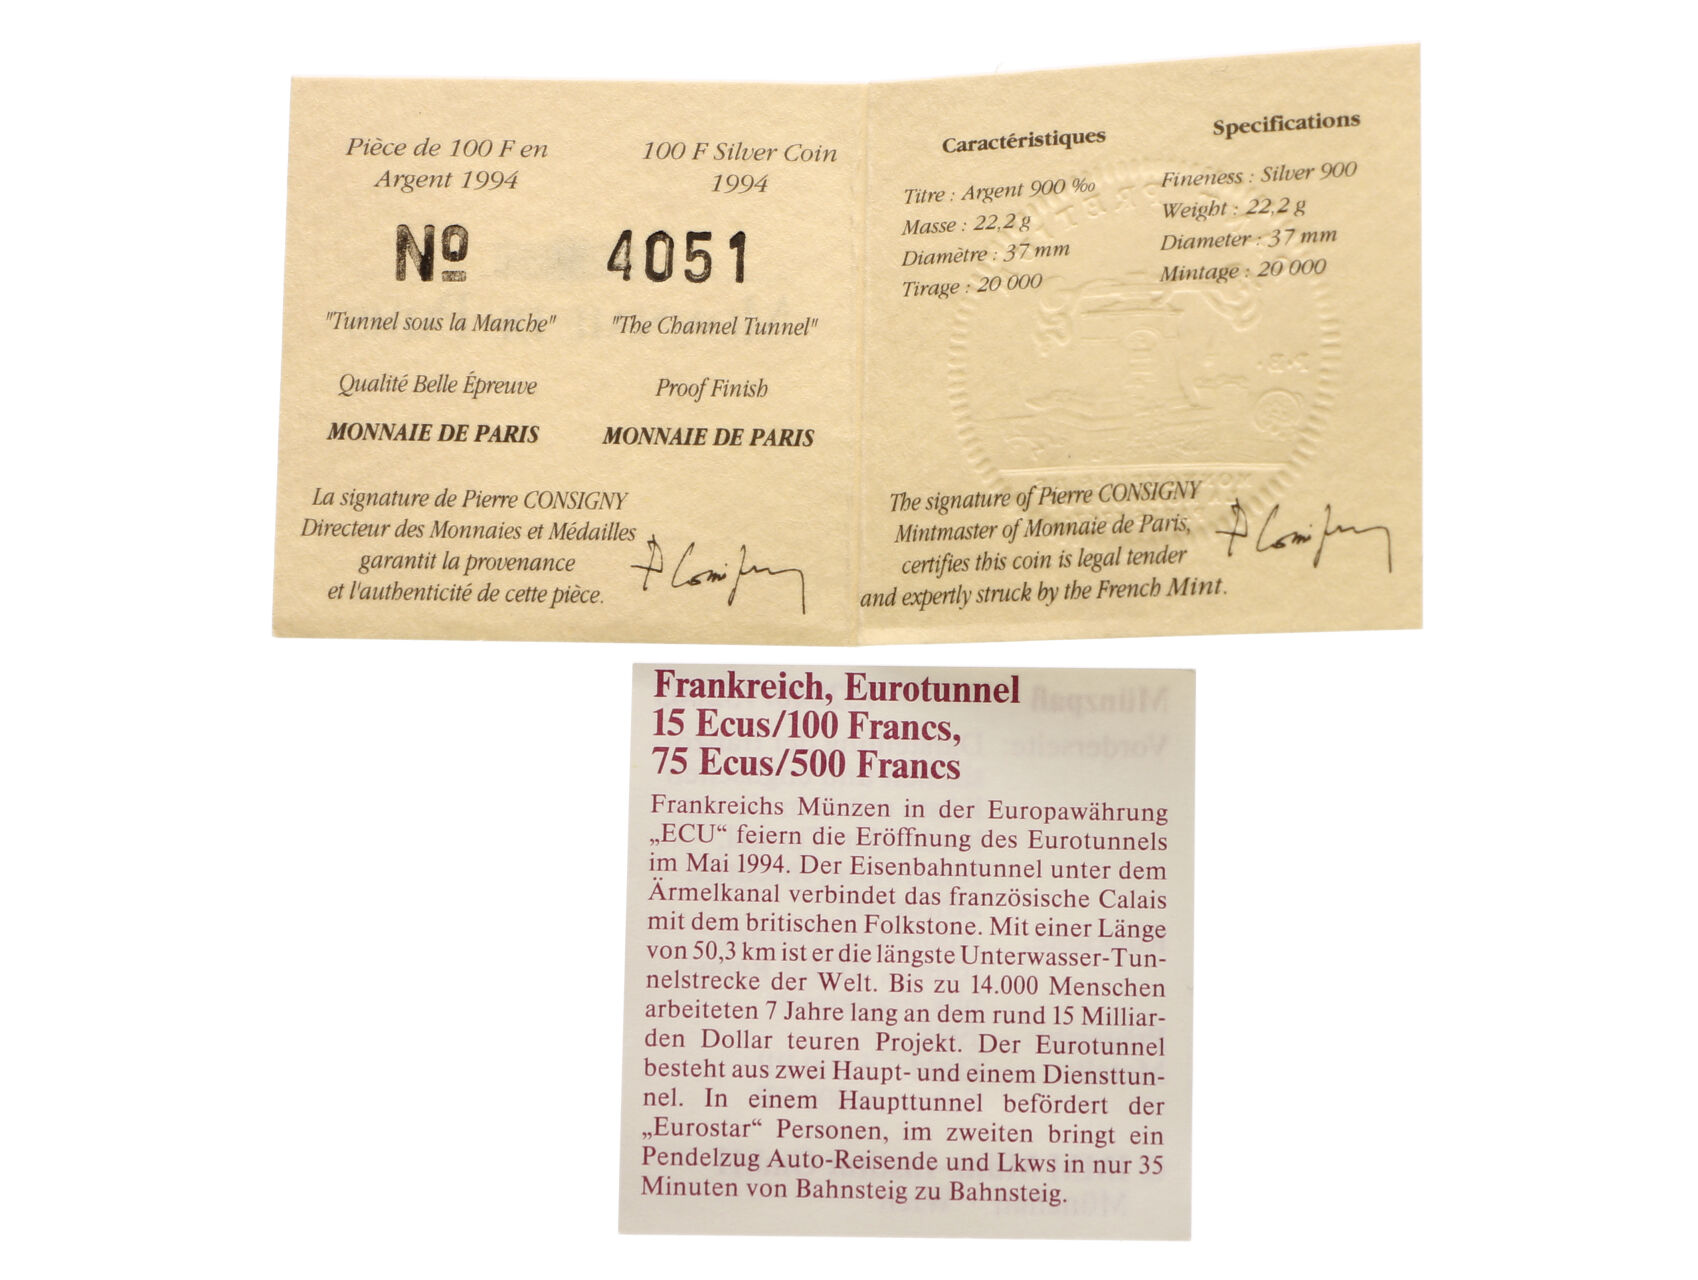 Pièce de 100 F en
Argent 1994
100 F Silver Coin
1994
Nº 4051
"Tunnel sous la Manche"
"The Channel Tunnel"
Qualité Belle Épreuve
Proof Finish
MONNAIE DE PARIS
MONNAIE DE PARIS
La signature de Pierre CONSIGNY
Directeur des Monnaies et Médailles
garantit la provenance
et l'authenticité de cette pièce.
Caractéristiques
Titre : Argent 900 ‰
Masse : 22,2 g
Diamètre : 37 mm
Tirage : 20 000
Specifications
Fineness : Silver 900
Weight : 22,2 g
Diameter : 37 mm
Mintage : 20 000
The signature of Pierre CONSIGNY
Mintmaster of Monnaie de Paris,
certifies this coin is legal tender
and expertly struck by the French Mint.
Frankreich, Eurotunnel
15 Ecus/100 Francs,
75 Ecus/500 Francs
Frankreichs Münzen in der Europawährung
„ECU“ feiern die Eröffnung des Eurotunnels
im Mai 1994. Der Eisenbahntunnel unter dem
Ärmelkanal verbindet das französische Calais
mit dem britischen Folkstone. Mit einer Länge
von 50,3 km ist er die längste Unterwasser-Tun-
nelstrecke der Welt. Bis zu 14.000 Menschen
arbeiteten 7 Jahre lang an dem rund 15 Milliar-
den Dollar teuren Projekt. Der Eurotunnel
besteht aus zwei Haupt- und einem Diensttun-
nel. In einem Haupttunnel befördert der
„Eurostar“ Personen, im zweiten bringt ein
Pendelzug Auto-Reisende und Lkws in nur 35
Minuten von Bahnsteig zu Bahnsteig.